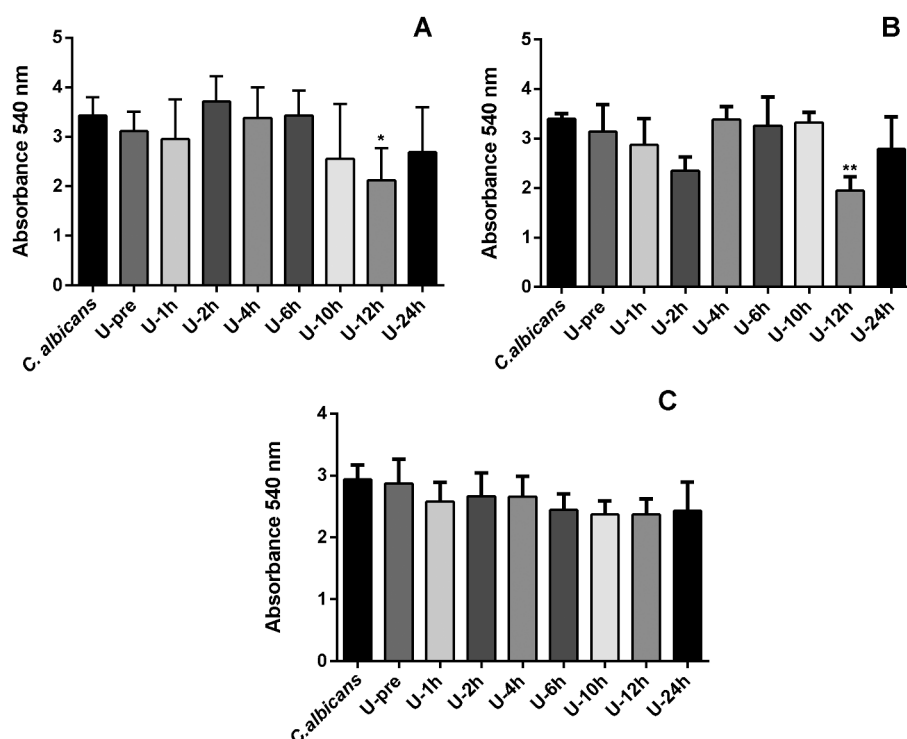 A
Absorbance 540 nm
5
4
3
2
1
0
*
C. albicans
U-pre
U-1h
U-2h
U-4h
U-6h
U-10h
U-12h
U-24h
B
Absorbance 540 nm
5
4
3
2
1
0
**
C.albicans
U-pre
U-1h
U-2h
U-4h
U-6h
U-10h
U-12h
U-24h
C
Absorbance 540 nm
4
3
2
1
0
C.albicans
U-pre
U-1h
U-2h
U-4h
U-6h
U-10h
U-12h
U-24h